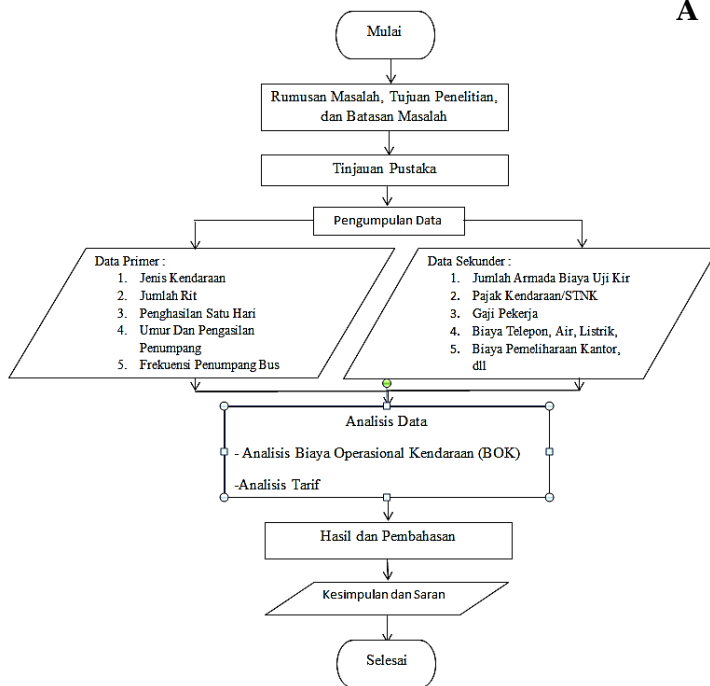 A
Mulai
Rumusan Masalah, Tujuan Penelitian,
dan Batasan Masalah
Tinjauan Pustaka
Pengumpulan Data
Data Primer :
1. Jenis Kendaraan
2. Jumlah Rit
3. Penghasilan Satu Hari
4. Umur Dan Pengasilan
Penumpang
5. Frekuensi Penumpang Bus
Data Sekunder :
1. Jumlah Armada Biaya Uji Kir
2. Pajak Kendaraan/STNK
3. Gaji Pekerja
4. Biaya Telepon, Air, Listrik,
5. Biaya Pemeliharaan Kantor,
dll
Analisis Data
- Analisis Biaya Operasional Kendaraan (BOK)
-Analisis Tarif
Hasil dan Pembahasan
Kesimpulan dan Saran
Selesai